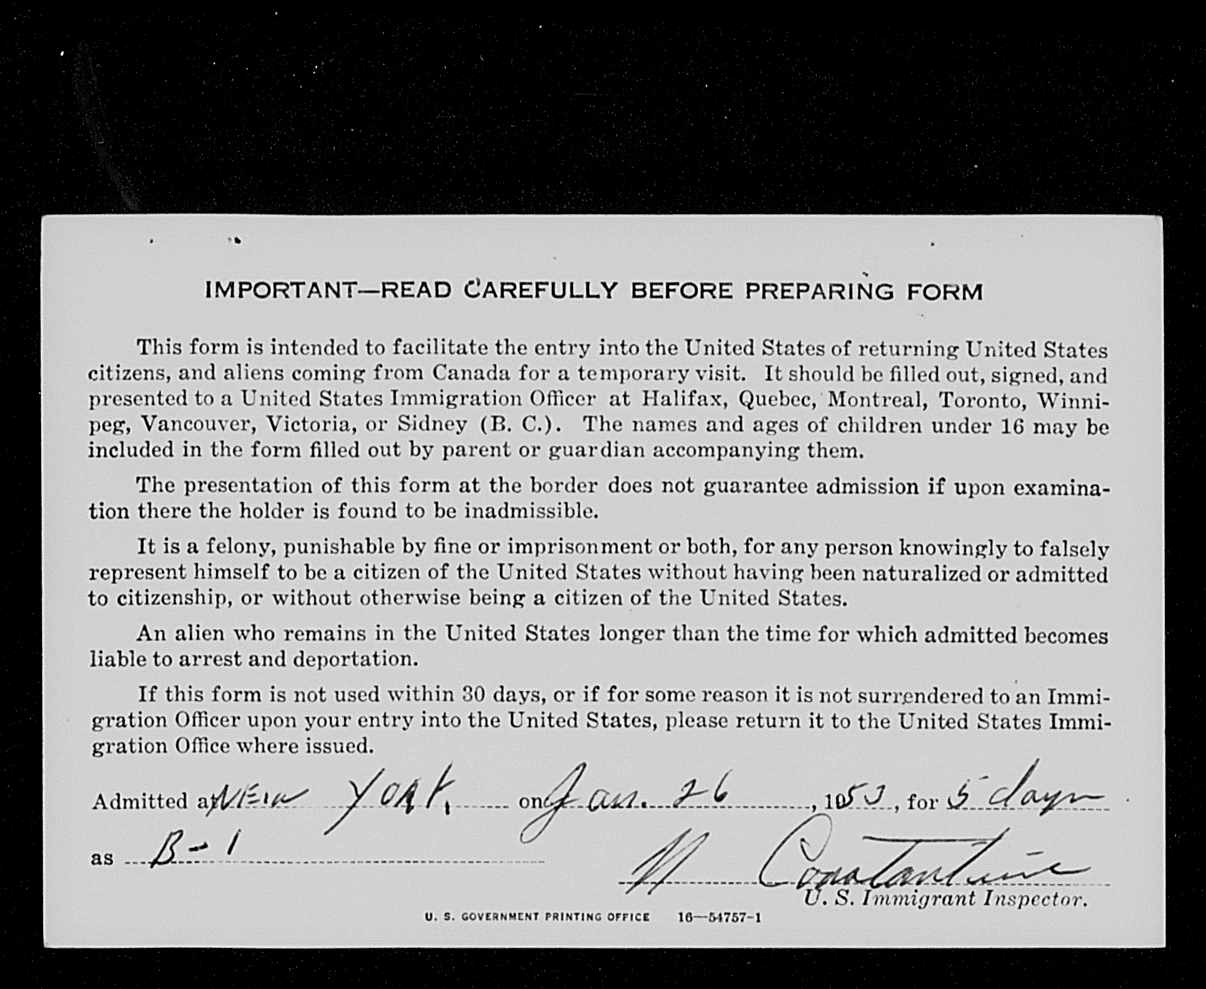 IMPORTANT—READ CAREFULLY BEFORE PREPARING FORM
This form is intended to facilitate the entry into the United States of returning United States
citizens, and aliens coming from Canada for a temporary visit. It should be filled out, signed, and
presented to a United States Immigration Officer at Halifax, Quebec, Montreal, Toronto, Winni-
peg, Vancouver, Victoria, or Sidney (B. C.). The names and ages of children under 16 may be
included in the form filled out by parent or guardian accompanying them.
The presentation of this form at the border does not guarantee admission if upon examina-
tion there the holder is found to be inadmissible.
It is a felony, punishable by fine or imprisonment or both, for any person knowingly to falsely
represent himself to be a citizen of the United States without having been naturalized or admitted
to citizenship, or without otherwise being a citizen of the United States.
An alien who remains in the United States longer than the time for which admitted becomes
liable to arrest and deportation.
If this form is not used within 30 days, or if for some reason it is not surrendered to an Immi-
gration Officer upon your entry into the United States, please return it to the United States Immi-
gration Office where issued.
Admitted at NEW YORK, on Jan. 26, 1953, for 5 days
as B-1
N Constantine
U. S. Immigrant Inspector.
U. S. GOVERNMENT PRINTING OFFICE 16—54757-1